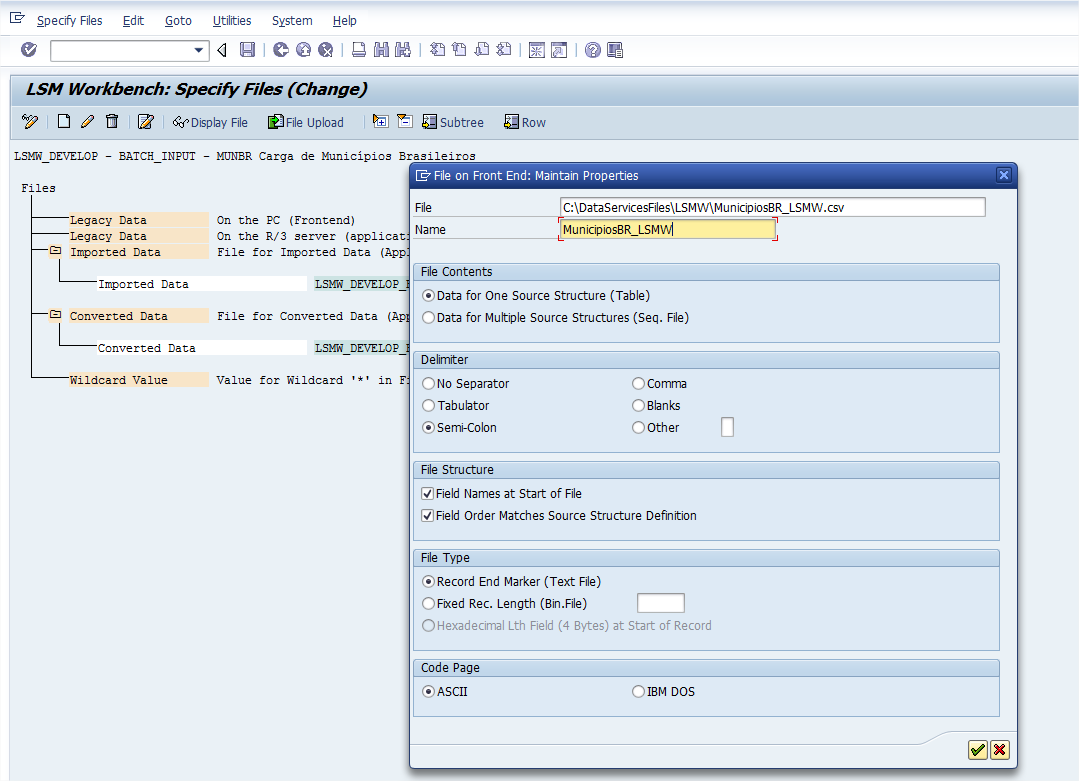 Specify Files Edit Goto Utilities System Help
LSM Workbench: Specify Files (Change)
Display File File Upload Subtree Row
LSMW_DEVELOP - BATCH_INPUT - MUNBR Carga de Municípios Brasileiros
Files
Legacy Data On the PC (Frontend)
Legacy Data On the R/3 server (applicati
Imported Data File for Imported Data (Appl
Imported Data LSMW_DEVELOP_
Converted Data File for Converted Data (Ap
Converted Data LSMW_DEVELOP_
Wildcard Value Value for Wildcard '*' in Fi
File on Front End: Maintain Properties
File C:\DataServicesFiles\LSMW\MunicipiosBR_LSMW.csv
Name MunicipiosBR_LSMW
File Contents
Data for One Source Structure (Table)
Data for Multiple Source Structures (Seq. File)
Delimiter
No Separator Comma
Tabulator Blanks
Semi-Colon Other
File Structure
Field Names at Start of File
Field Order Matches Source Structure Definition
File Type
Record End Marker (Text File)
Fixed Rec. Length (Bin.File)
Hexadecimal Lth Field (4 Bytes) at Start of Record
Code Page
ASCII IBM DOS